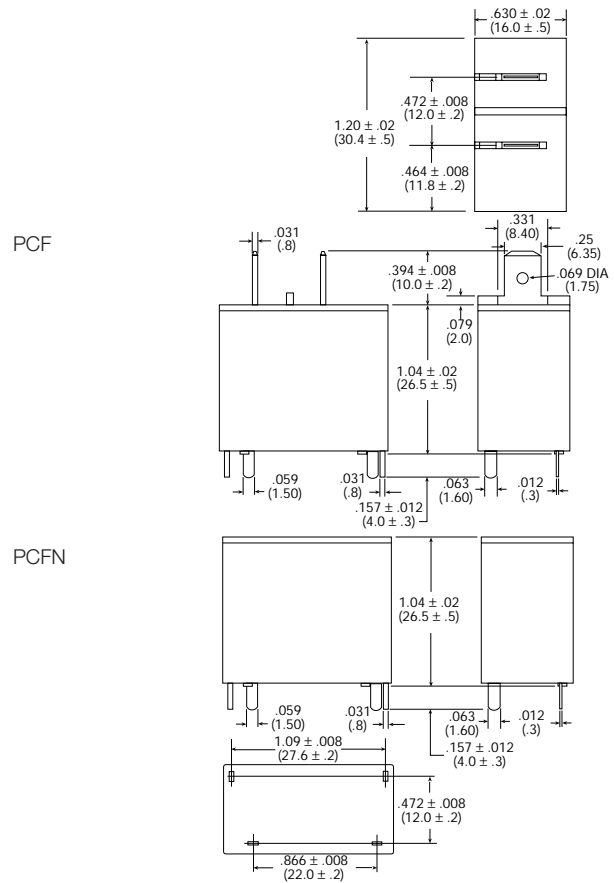 .630 ± .02
(16.0 ± .5)
.472 ± .008
(12.0 ± .2)
1.20 ± .02
(30.4 ± .5)
.464 ± .008
(11.8 ± .2)
PCF
.031
(.8)
.331
(8.40)
.25
(6.35)
.394 ± .008
(10.0 ± .2)
.069 DIA
(1.75)
.079
(2.0)
1.04 ± .02
(26.5 ± .5)
.059
(1.50)
.031
(.8)
.063
(1.60)
.012
(.3)
.157 ± .012
(4.0 ± .3)
PCFN
1.04 ± .02
(26.5 ± .5)
.059
(1.50)
.031
(.8)
.063
(1.60)
.012
(.3)
.157 ± .012
(4.0 ± .3)
1.09 ± .008
(27.6 ± .2)
.472 ± .008
(12.0 ± .2)
.866 ± .008
(22.0 ± .2)